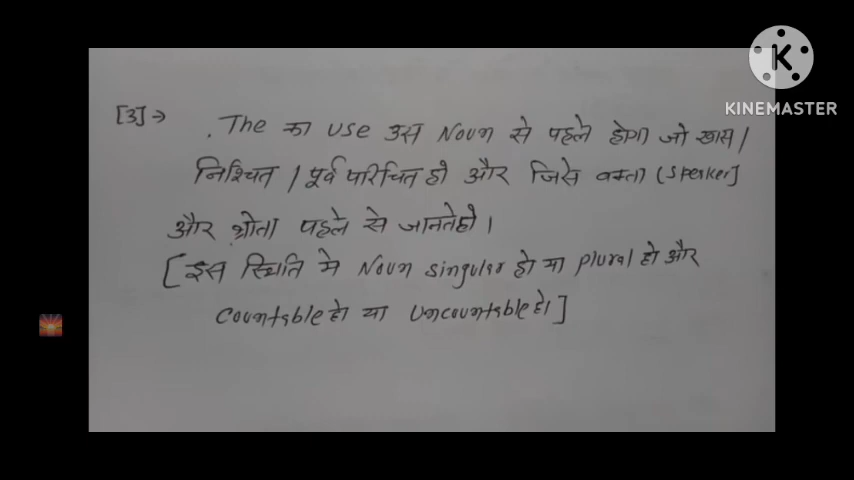 KINEMASTER
[3]→ .The का use उस Noun से पहले होगा जो खास /
निश्चित / पूर्व परिचित हो और जिसे वक्ता (Speaker]
और श्रोता पहले से जानते हो।
[इस स्थिति मे Noun singular हो या plural हो और
Countable हो या Uncountable हो]